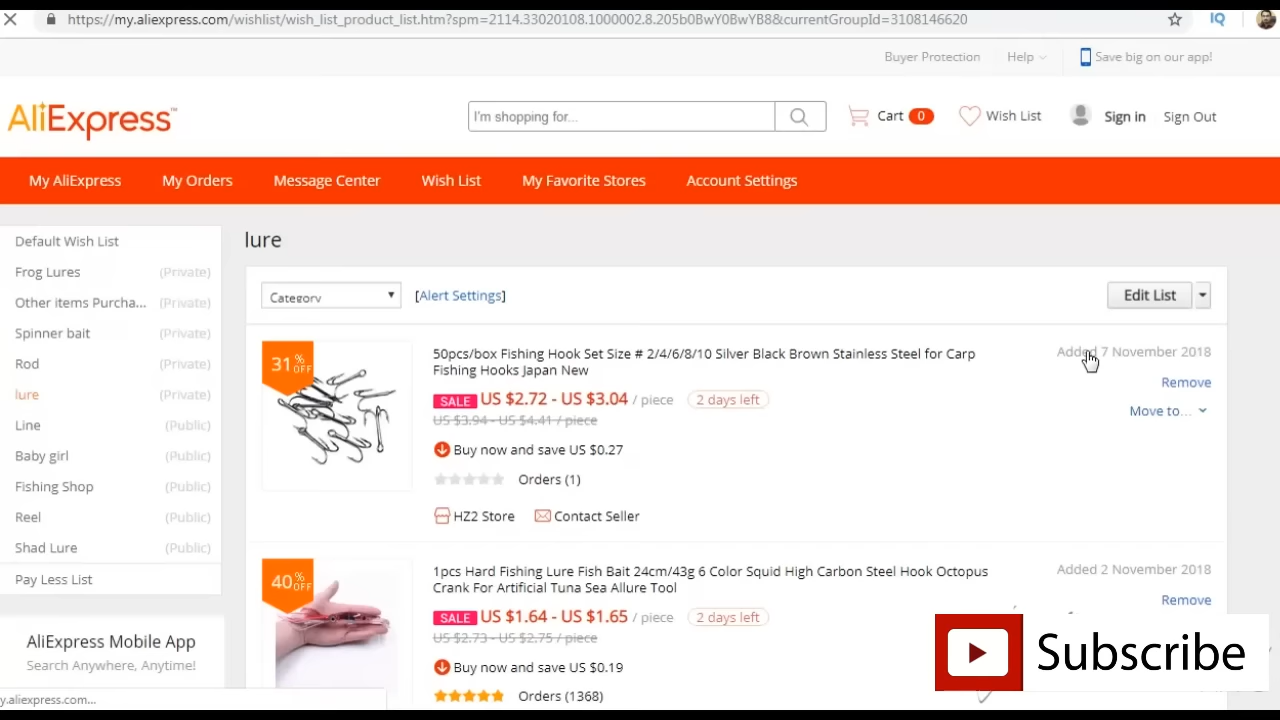 https://my.aliexpress.com/wishlist/wish_list_product_list.htm?spm=2114.33020108.1000002.8.205b0BwY0BwYB8&currentGroupId=3108146620
IQ
Buyer Protection
Help
Save big on our app!
AliExpress™
I'm shopping for...
Cart 0
Wish List
Sign in
Sign Out
My AliExpress
My Orders
Message Center
Wish List
My Favorite Stores
Account Settings
Default Wish List
Frog Lures (Private)
Other items Purcha... (Private)
Spinner bait (Private)
Rod (Private)
lure (Private)
Line (Public)
Baby girl (Public)
Fishing Shop (Public)
Reel (Public)
Shad Lure (Public)
Pay Less List
AliExpress Mobile App
Search Anywhere, Anytime!
y.aliexpress.com...
lure
Category
[Alert Settings]
Edit List
31% OFF
50pcs/box Fishing Hook Set Size # 2/4/6/8/10 Silver Black Brown Stainless Steel for Carp
Fishing Hooks Japan New
SALE US $2.72 - US $3.04 / piece 2 days left
US $3.94 - US $4.41 / piece
Buy now and save US $0.27
Orders (1)
HZ2 Store
Contact Seller
Added 7 November 2018
Remove
Move to...
40% OFF
1pcs Hard Fishing Lure Fish Bait 24cm/43g 6 Color Squid High Carbon Steel Hook Octopus
Crank For Artificial Tuna Sea Allure Tool
SALE US $1.64 - US $1.65 / piece 2 days left
US $2.73 - US $2.75 / piece
Buy now and save US $0.19
Orders (1368)
Added 2 November 2018
Remove
Subscribe